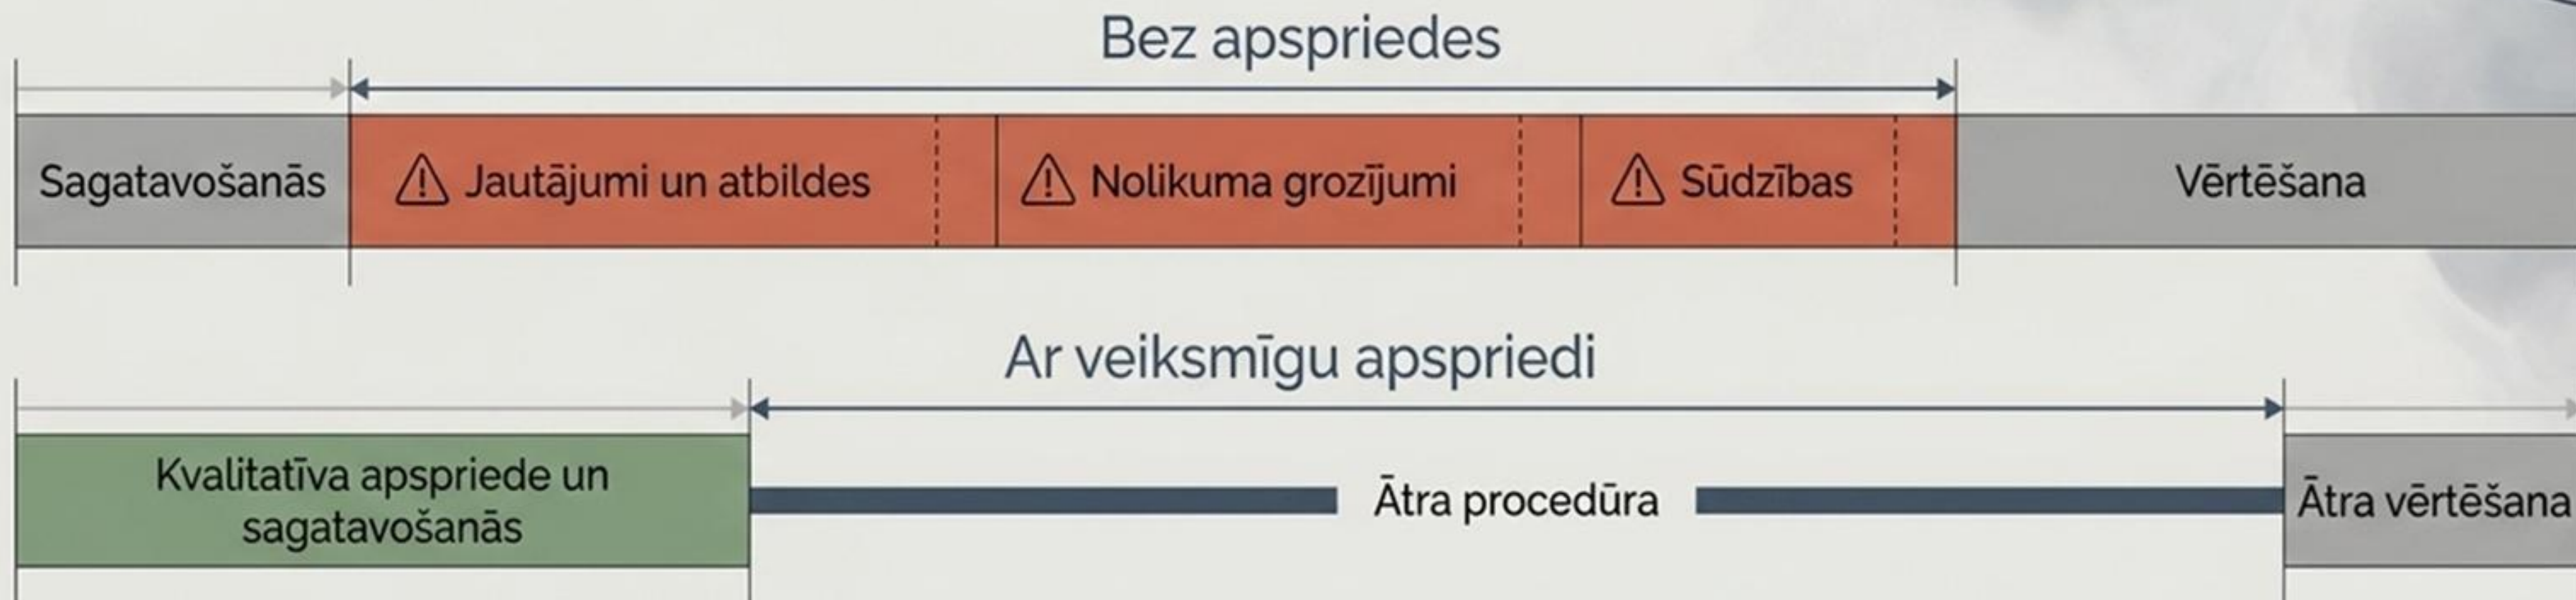 Bez apspriedes
Sagatavošanās
Jautājumi un atbildes
Nolikuma grozījumi
Sūdzības
Vērtēšana
Ar veiksmīgu apspriedi
Kvalitatīva apspriede un
sagatavošanās
Ātra procedūra
Ātra vērtēšana